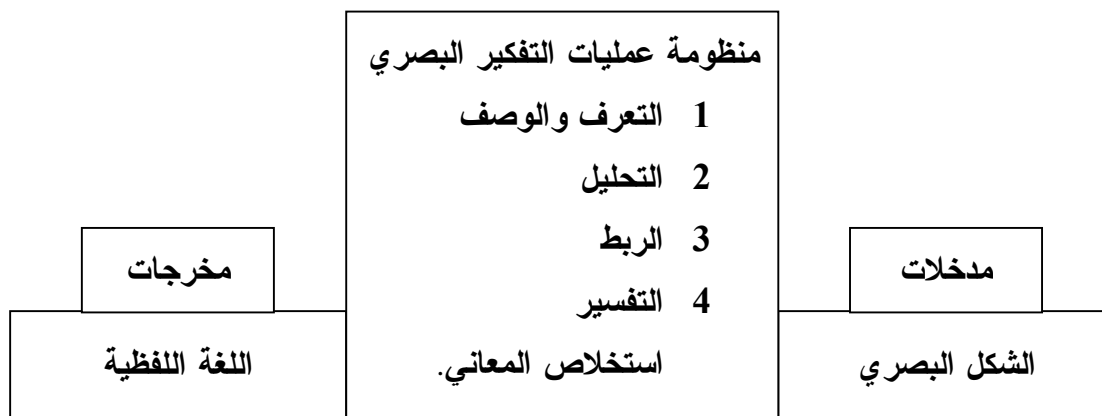 منظومة عمليات التفكير البصري
1 التعرف والوصف
2 التحليل
3 الربط
4 التفسير
استخلاص المعاني.
مدخلات
الشكل البصري
مخرجات
اللغة اللفظية